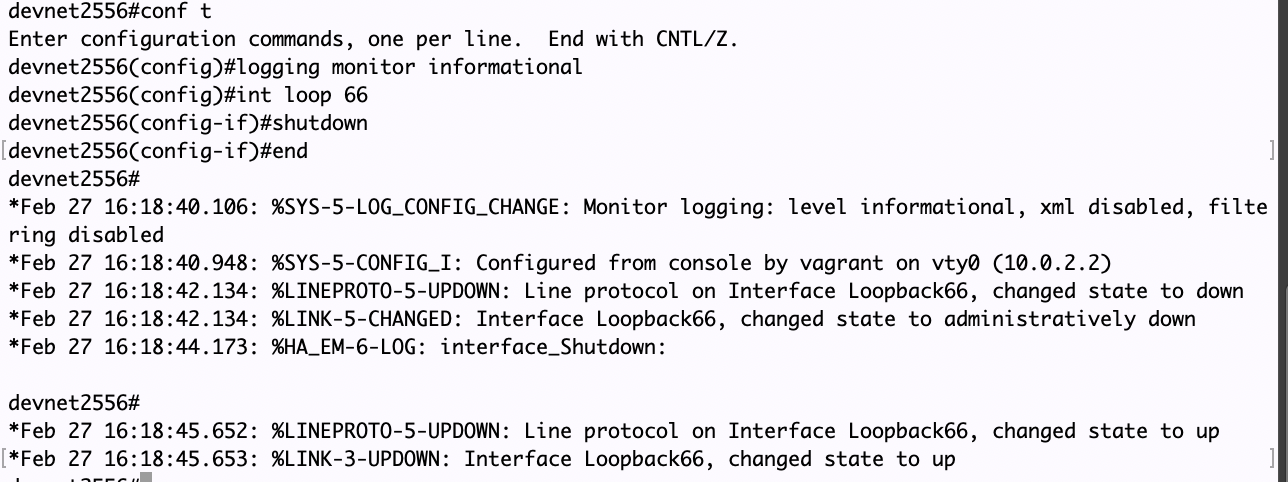 devnet2556#conf t
Enter configuration commands, one per line.  End with CNTL/Z.
devnet2556(config)#logging monitor informational
devnet2556(config)#int loop 66
devnet2556(config-if)#shutdown
[devnet2556(config-if)#end ]
devnet2556#
*Feb 27 16:18:40.106: %SYS-5-LOG_CONFIG_CHANGE: Monitor logging: level informational, xml disabled, filte
ring disabled
*Feb 27 16:18:40.948: %SYS-5-CONFIG_I: Configured from console by vagrant on vty0 (10.0.2.2)
*Feb 27 16:18:42.134: %LINEPROTO-5-UPDOWN: Line protocol on Interface Loopback66, changed state to down
*Feb 27 16:18:42.134: %LINK-5-CHANGED: Interface Loopback66, changed state to administratively down
*Feb 27 16:18:44.173: %HA_EM-6-LOG: interface_Shutdown:
devnet2556#
*Feb 27 16:18:45.652: %LINEPROTO-5-UPDOWN: Line protocol on Interface Loopback66, changed state to up
[*Feb 27 16:18:45.653: %LINK-3-UPDOWN: Interface Loopback66, changed state to up ]
devnet2556#